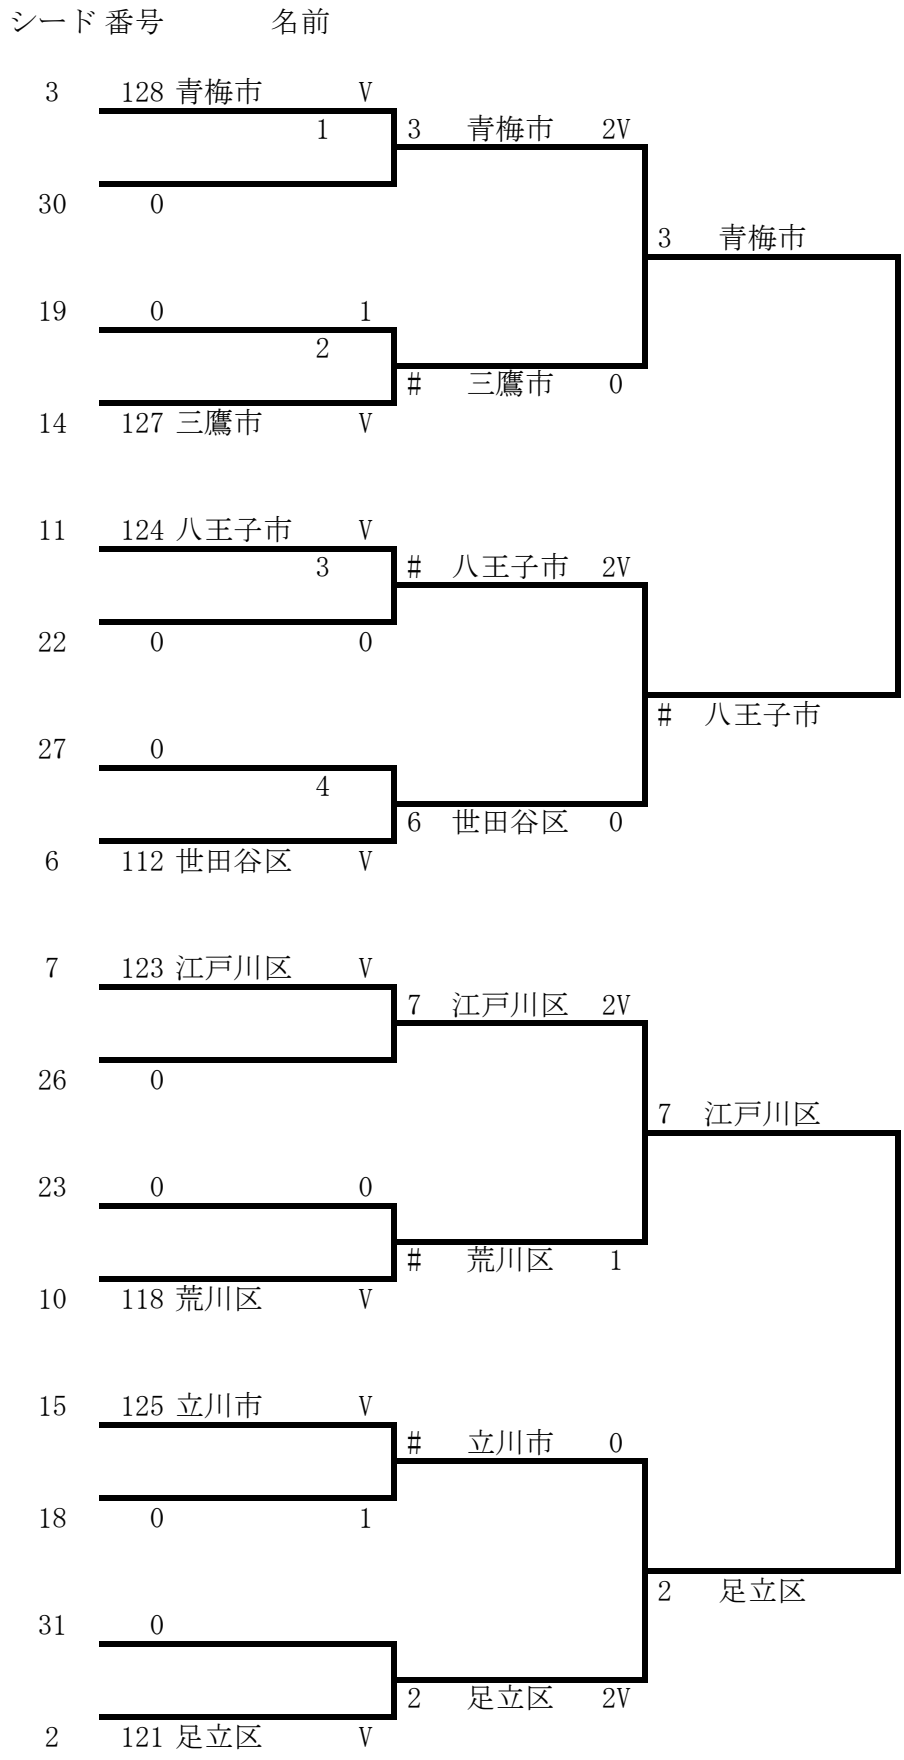 シード 番号 名前
3 128 青梅市 V
1 3 青梅市 2V
30 0
3 青梅市
19 0 1
2
# 三鷹市 0
14 127 三鷹市 V
11 124 八王子市 V
3 # 八王子市 2V
22 0 0
# 八王子市
27 0
4
6 世田谷区 0
6 112 世田谷区 V
7 123 江戸川区 V
7 江戸川区 2V
26 0
7 江戸川区
23 0 0
# 荒川区 1
10 118 荒川区 V
15 125 立川市 V
# 立川市 0
18 0 1
2 足立区
31 0
2 足立区 2V
2 121 足立区 V